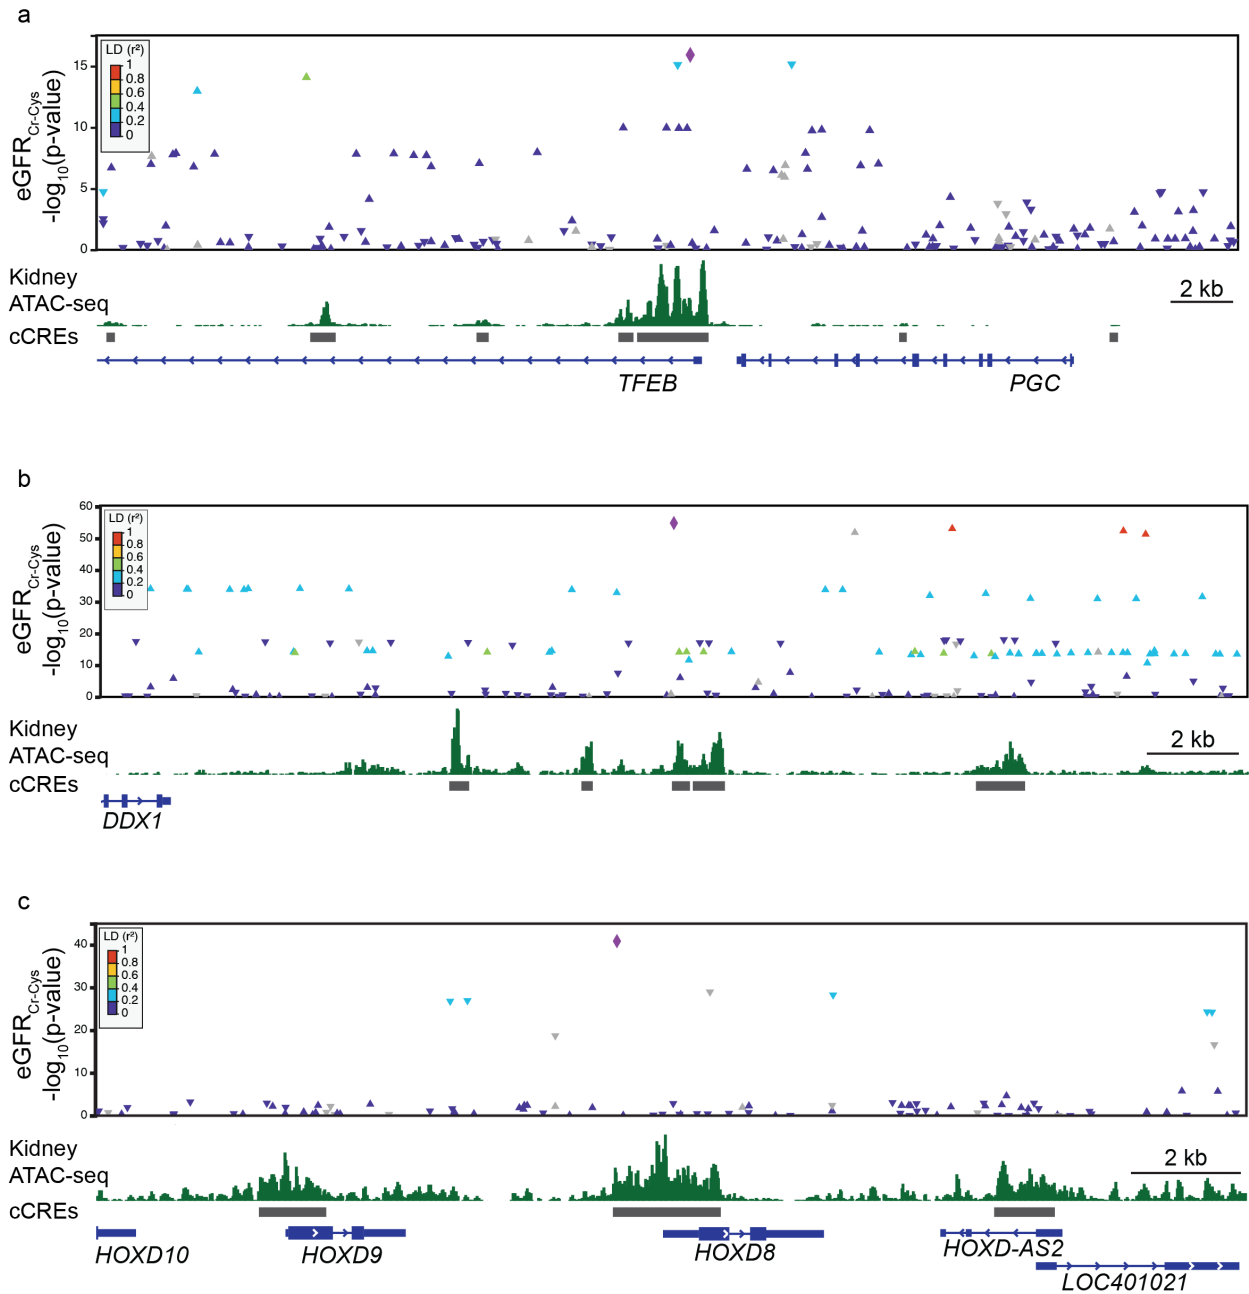 a
LD (r²)
1
0.8
0.6
0.4
0.2
0
15
10
5
0
eGFRCr-Cys
-log10(p-value)
Kidney
ATAC-seq
2 kb
cCREs
TFEB
PGC
b
LD (r²)
1
0.8
0.6
0.4
0.2
0
60
50
40
30
20
10
0
eGFRCr-Cys
-log10(p-value)
Kidney
ATAC-seq
2 kb
cCREs
DDX1
c
LD (r²)
1
0.8
0.6
0.4
0.2
0
40
30
20
10
0
eGFRCr-Cys
-log10(p-value)
Kidney
ATAC-seq
2 kb
cCREs
HOXD10
HOXD9
HOXD8
HOXD-AS2
LOC401021